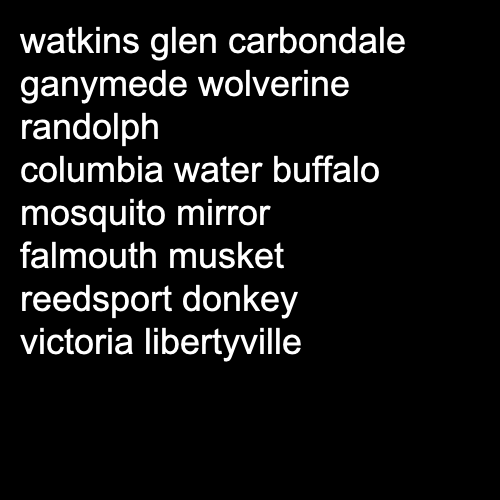 watkins glen carbondale
ganymede wolverine
randolph
columbia water buffalo
mosquito mirror
falmouth musket
reedsport donkey
victoria libertyville